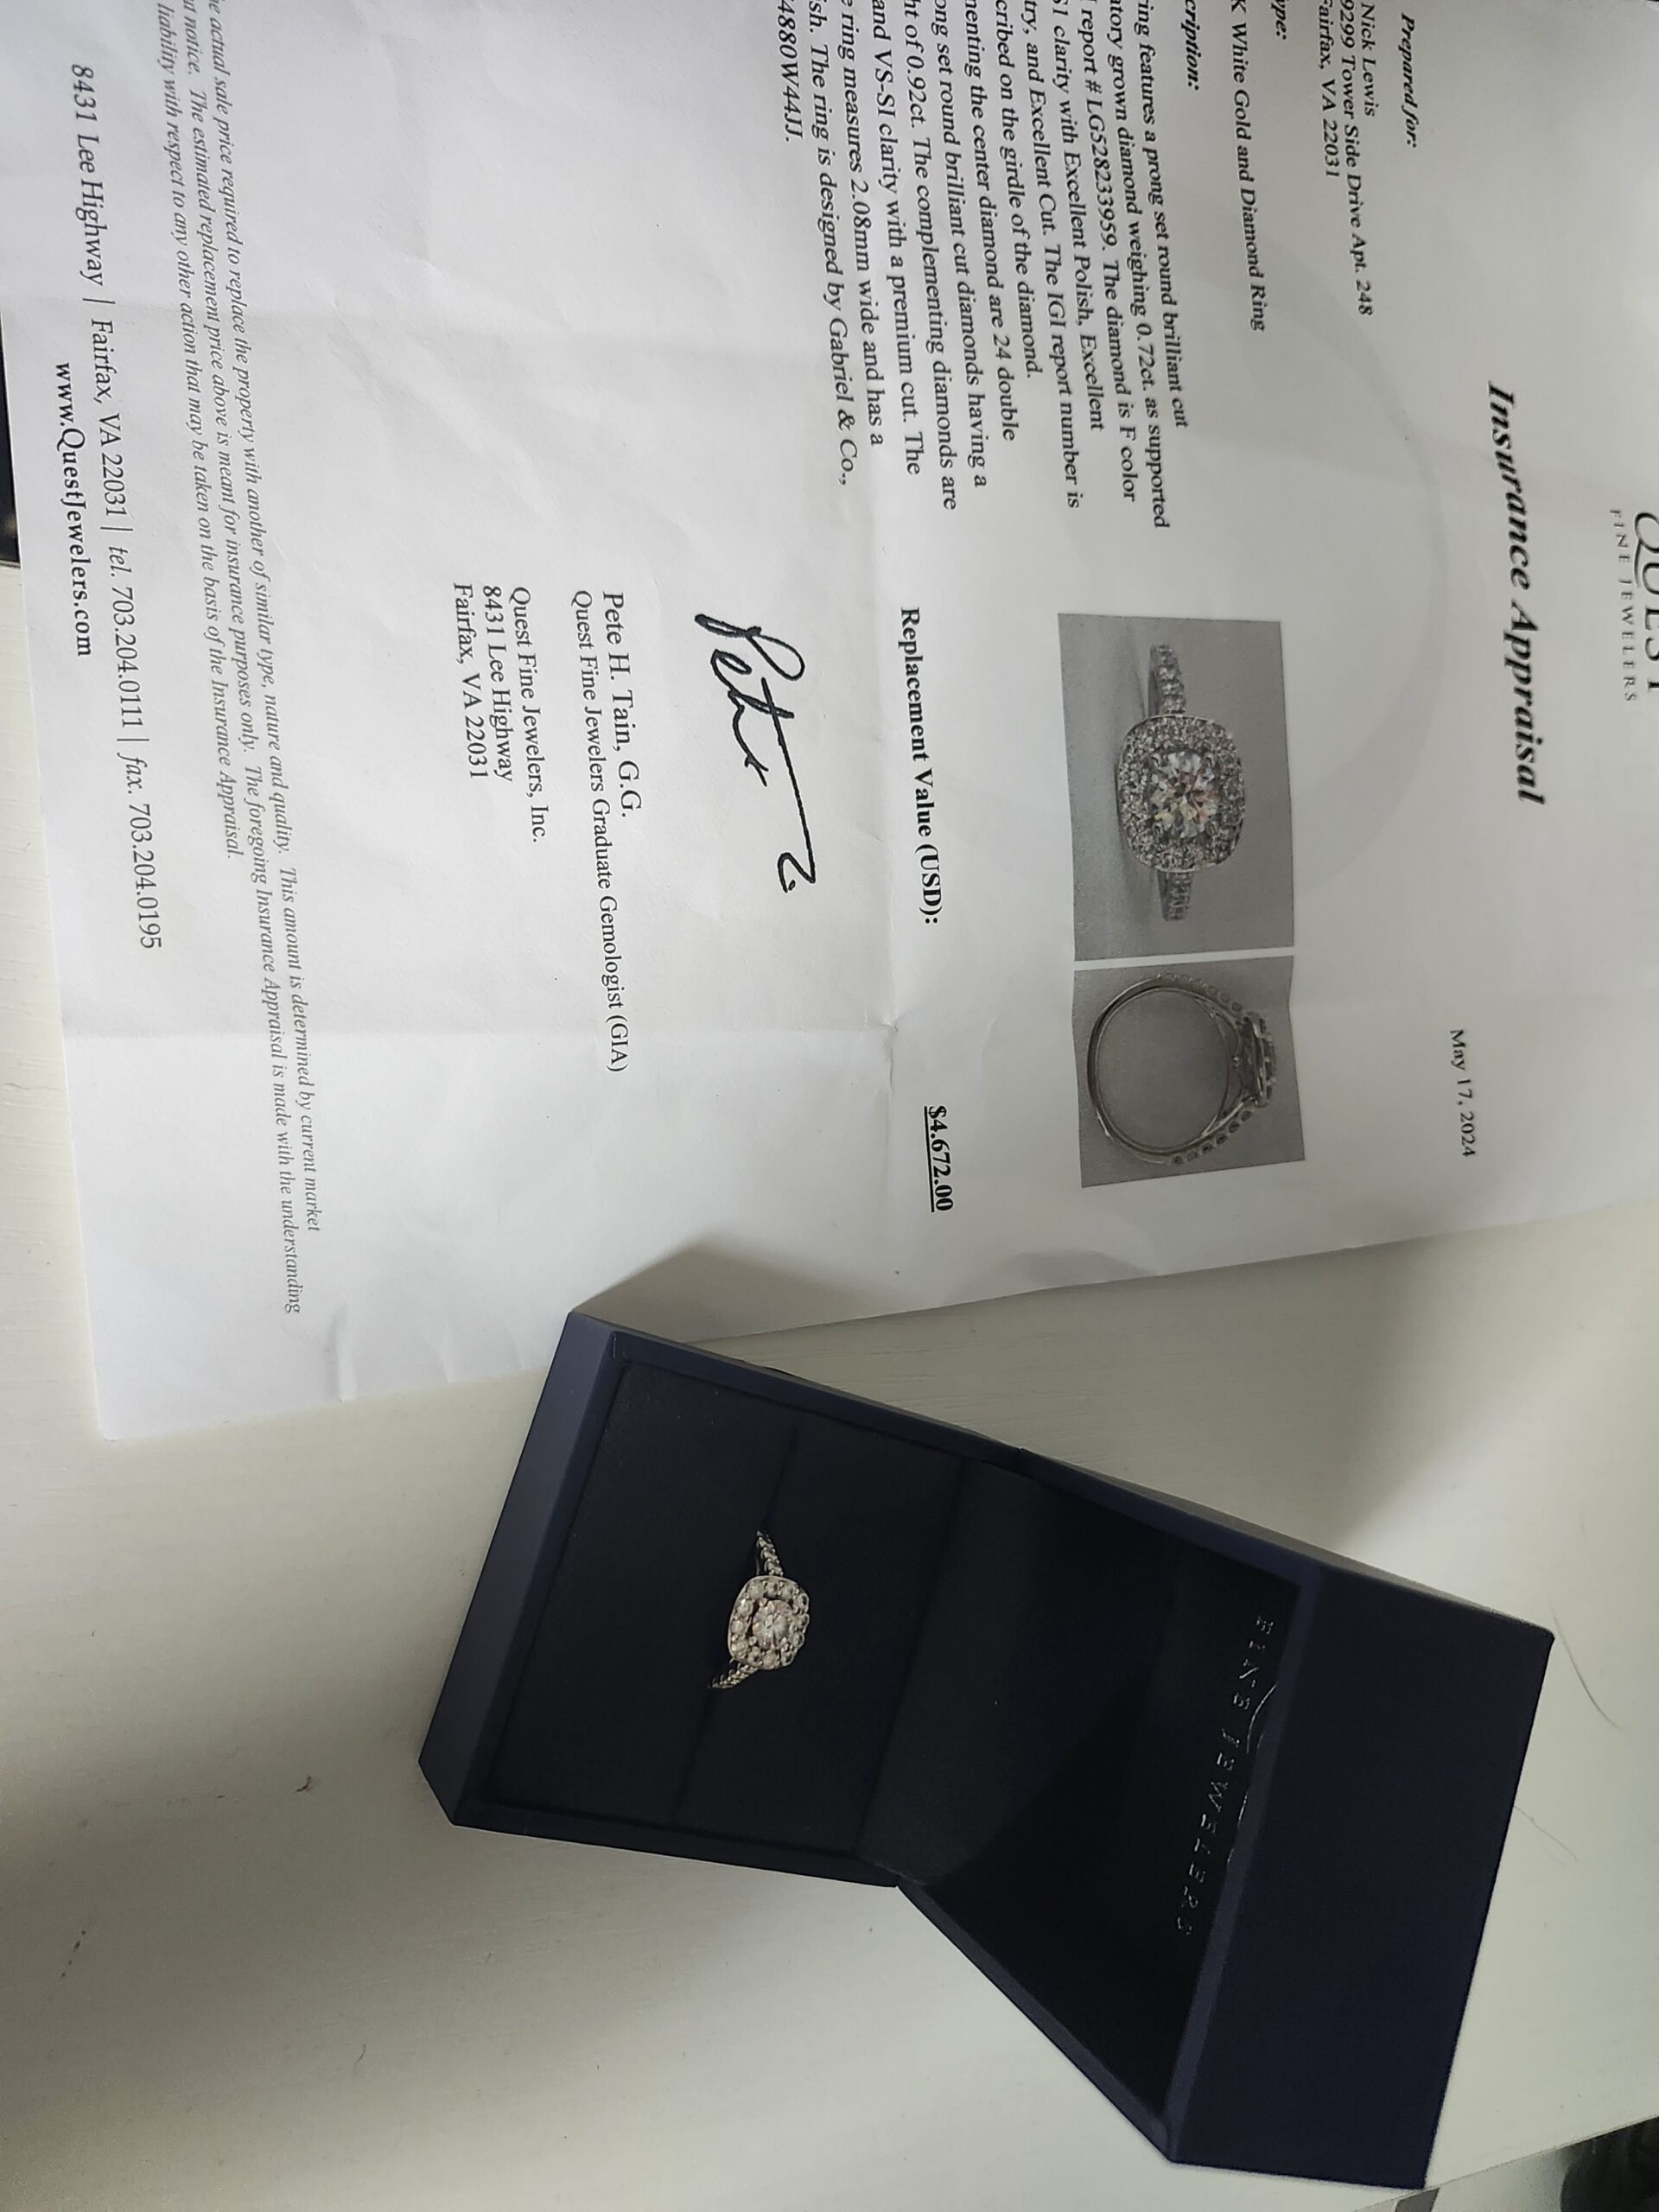 QUEST
FINE JEWELERS
Insurance Appraisal
May 17, 2024
Prepared for:
Nick Lewis
9299 Tower Side Drive Apt. 248
Fairfax, VA 22031
ype:
K White Gold and Diamond Ring
cription:
ring features a prong set round brilliant cut
atory grown diamond weighing 0.72ct. as supported
report # LG528233959. The diamond is F color
S1 clarity with Excellent Polish, Excellent
try, and Excellent Cut. The IGI report number is
cribed on the girdle of the diamond.
menting the center diamond are 24 double
ong set round brilliant cut diamonds having a
ht of 0.92ct. The complementing diamonds are
and VS-SI clarity with a premium cut. The
e ring measures 2.08mm wide and has a
ish. The ring is designed by Gabriel & Co.,
4880W44JJ.
Replacement Value (USD): $4,672.00
Pete H. Tain, G.G.
Quest Fine Jewelers Graduate Gemologist (GIA)
Quest Fine Jewelers, Inc.
8431 Lee Highway
Fairfax, VA 22031
e actual sale price required to replace the property with another of similar type, nature and quality. This amount is determined by current market
t notice. The estimated replacement price above is meant for insurance purposes only. The foregoing Insurance Appraisal is made with the understanding
liability with respect to any other action that may be taken on the basis of the Insurance Appraisal.
8431 Lee Highway | Fairfax, VA 22031 | tel. 703.204.0111 | fax. 703.204.0195
www.QuestJewelers.com
FINE JEWELERS